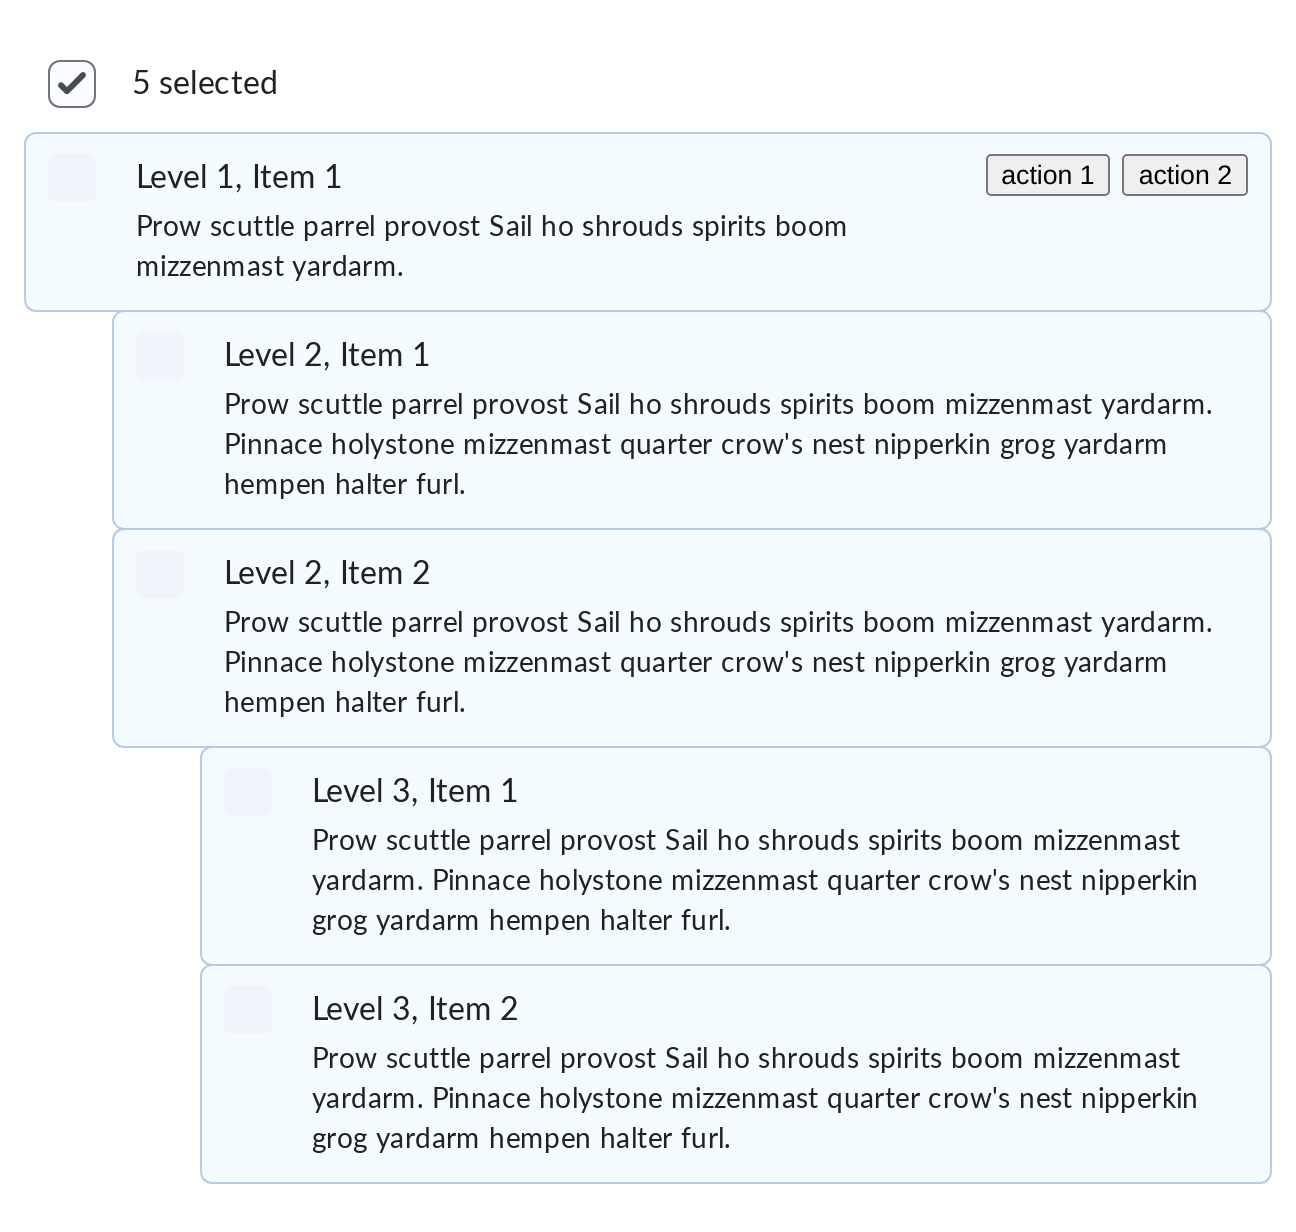 5 selected
Level 1, Item 1
action 1
action 2
Prow scuttle parrel provost Sail ho shrouds spirits boom
mizzenmast yardarm.
Level 2, Item 1
Prow scuttle parrel provost Sail ho shrouds spirits boom mizzenmast yardarm.
Pinnace holystone mizzenmast quarter crow's nest nipperkin grog yardarm
hempen halter furl.
Level 2, Item 2
Prow scuttle parrel provost Sail ho shrouds spirits boom mizzenmast yardarm.
Pinnace holystone mizzenmast quarter crow's nest nipperkin grog yardarm
hempen halter furl.
Level 3, Item 1
Prow scuttle parrel provost Sail ho shrouds spirits boom mizzenmast
yardarm. Pinnace holystone mizzenmast quarter crow's nest nipperkin
grog yardarm hempen halter furl.
Level 3, Item 2
Prow scuttle parrel provost Sail ho shrouds spirits boom mizzenmast
yardarm. Pinnace holystone mizzenmast quarter crow's nest nipperkin
grog yardarm hempen halter furl.